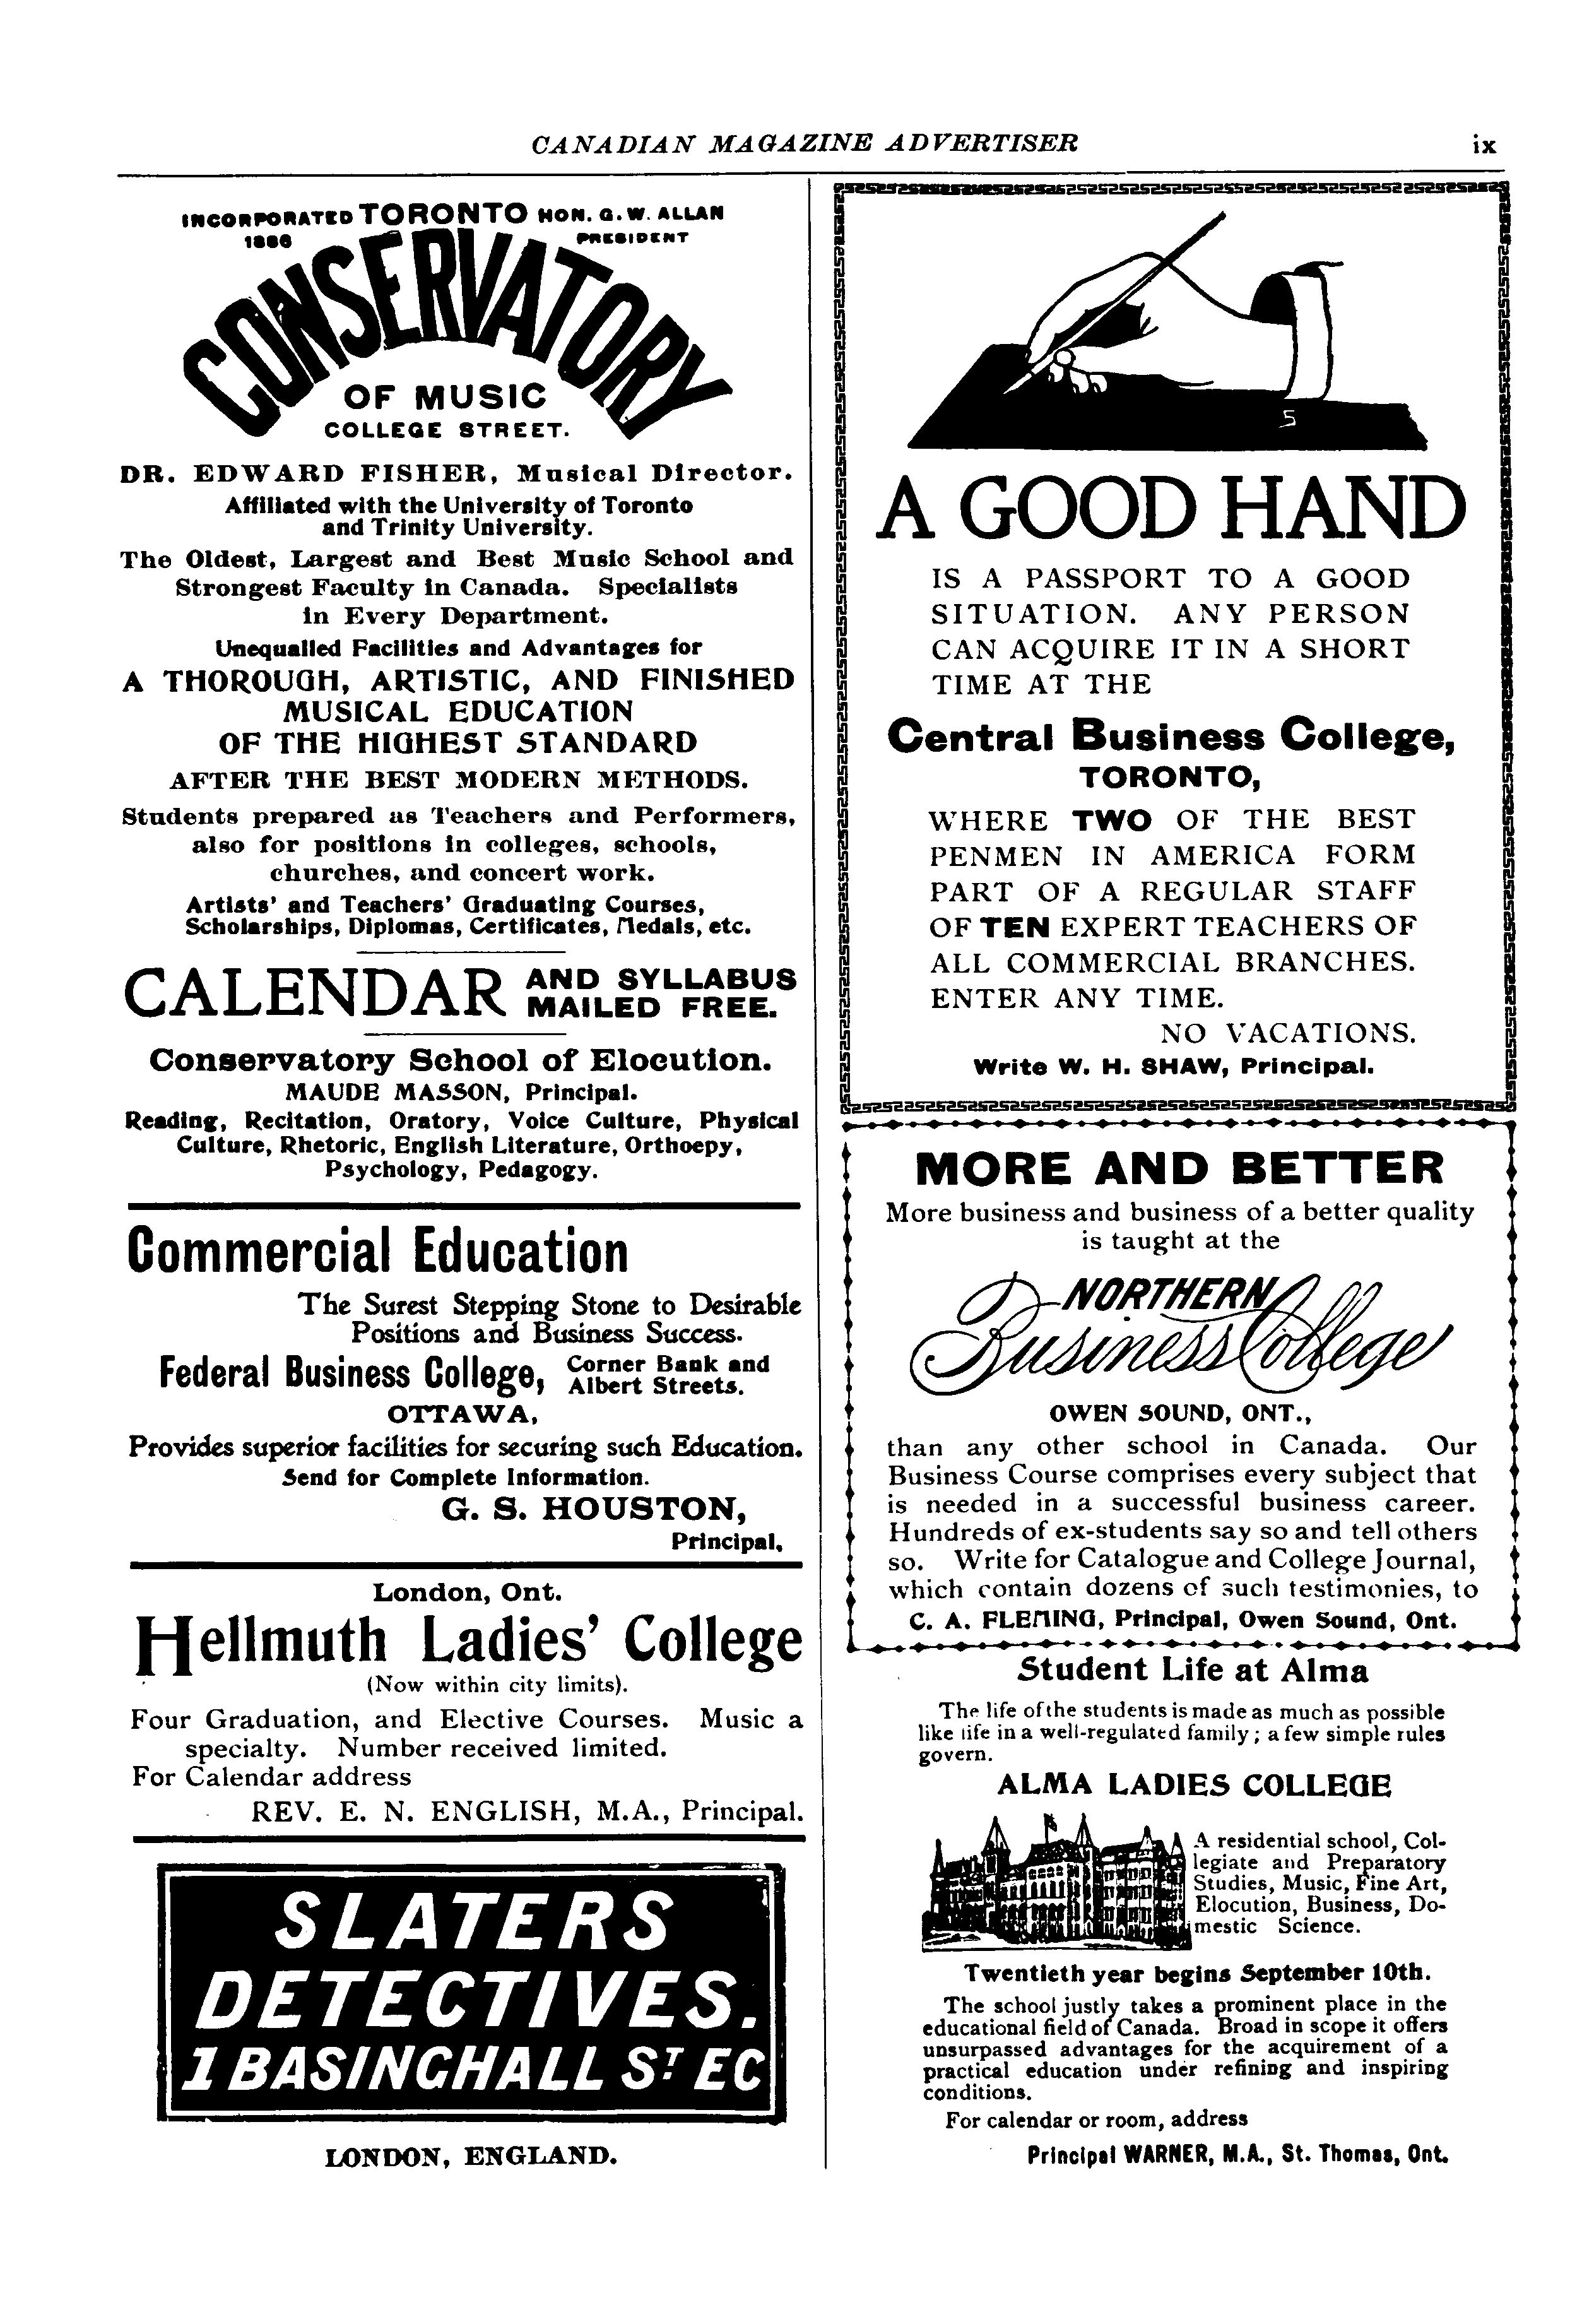 CANADIAN MAGAZINE ADVERTISER ix
INCORPORATED TORONTO HON. G. W. ALLAN
1886 PRESIDENT
CONSERVATORY
OF MUSIC
COLLEGE STREET.
DR. EDWARD FISHER, Musical Director.
Affiliated with the University of Toronto
and Trinity University.
The Oldest, Largest and Best Music School and
Strongest Faculty in Canada. Specialists
in Every Department.
Unequalled Facilities and Advantages for
A THOROUGH, ARTISTIC, AND FINISHED
MUSICAL EDUCATION
OF THE HIGHEST STANDARD
AFTER THE BEST MODERN METHODS.
Students prepared as Teachers and Performers,
also for positions in colleges, schools,
churches, and concert work.
Artists' and Teachers' Graduating Courses,
Scholarships, Diplomas, Certificates, Medals, etc.
CALENDAR AND SYLLABUS
MAILED FREE.
Conservatory School of Elocution.
MAUDE MASSON, Principal.
Reading, Recitation, Oratory, Voice Culture, Physical
Culture, Rhetoric, English Literature, Orthoepy,
Psychology, Pedagogy.
Commercial Education
The Surest Stepping Stone to Desirable
Positions and Business Success.
Federal Business College, Corner Bank and
Albert Streets.
OTTAWA,
Provides superior facilities for securing such Education.
Send for Complete Information.
G. S. HOUSTON,
Principal.
London, Ont.
Hellmuth Ladies' College
(Now within city limits).
Four Graduation, and Elective Courses. Music a
specialty. Number received limited.
For Calendar address
REV. E. N. ENGLISH, M.A., Principal.
SLATERS
DETECTIVES.
1 BASINGHALL ST EC
LONDON, ENGLAND.
S
A GOOD HAND
IS A PASSPORT TO A GOOD
SITUATION. ANY PERSON
CAN ACQUIRE IT IN A SHORT
TIME AT THE
Central Business College,
TORONTO,
WHERE TWO OF THE BEST
PENMEN IN AMERICA FORM
PART OF A REGULAR STAFF
OF TEN EXPERT TEACHERS OF
ALL COMMERCIAL BRANCHES.
ENTER ANY TIME.
NO VACATIONS.
Write W. H. SHAW, Principal.
MORE AND BETTER
More business and business of a better quality
is taught at the
NORTHERN
Business College
OWEN SOUND, ONT.,
than any other school in Canada. Our
Business Course comprises every subject that
is needed in a successful business career.
Hundreds of ex-students say so and tell others
so. Write for Catalogue and College Journal,
which contain dozens of such testimonies, to
C. A. FLEMING, Principal, Owen Sound, Ont.
Student Life at Alma
The life of the students is made as much as possible
like life in a well-regulated family; a few simple rules
govern.
ALMA LADIES COLLEGE
A residential school, Col-
legiate and Preparatory
Studies, Music, Fine Art,
Elocution, Business, Do-
mestic Science.
Twentieth year begins September 10th.
The school justly takes a prominent place in the
educational field of Canada. Broad in scope it offers
unsurpassed advantages for the acquirement of a
practical education under refining and inspiring
conditions.
For calendar or room, address
Principal WARNER, M.A., St. Thomas, Ont.